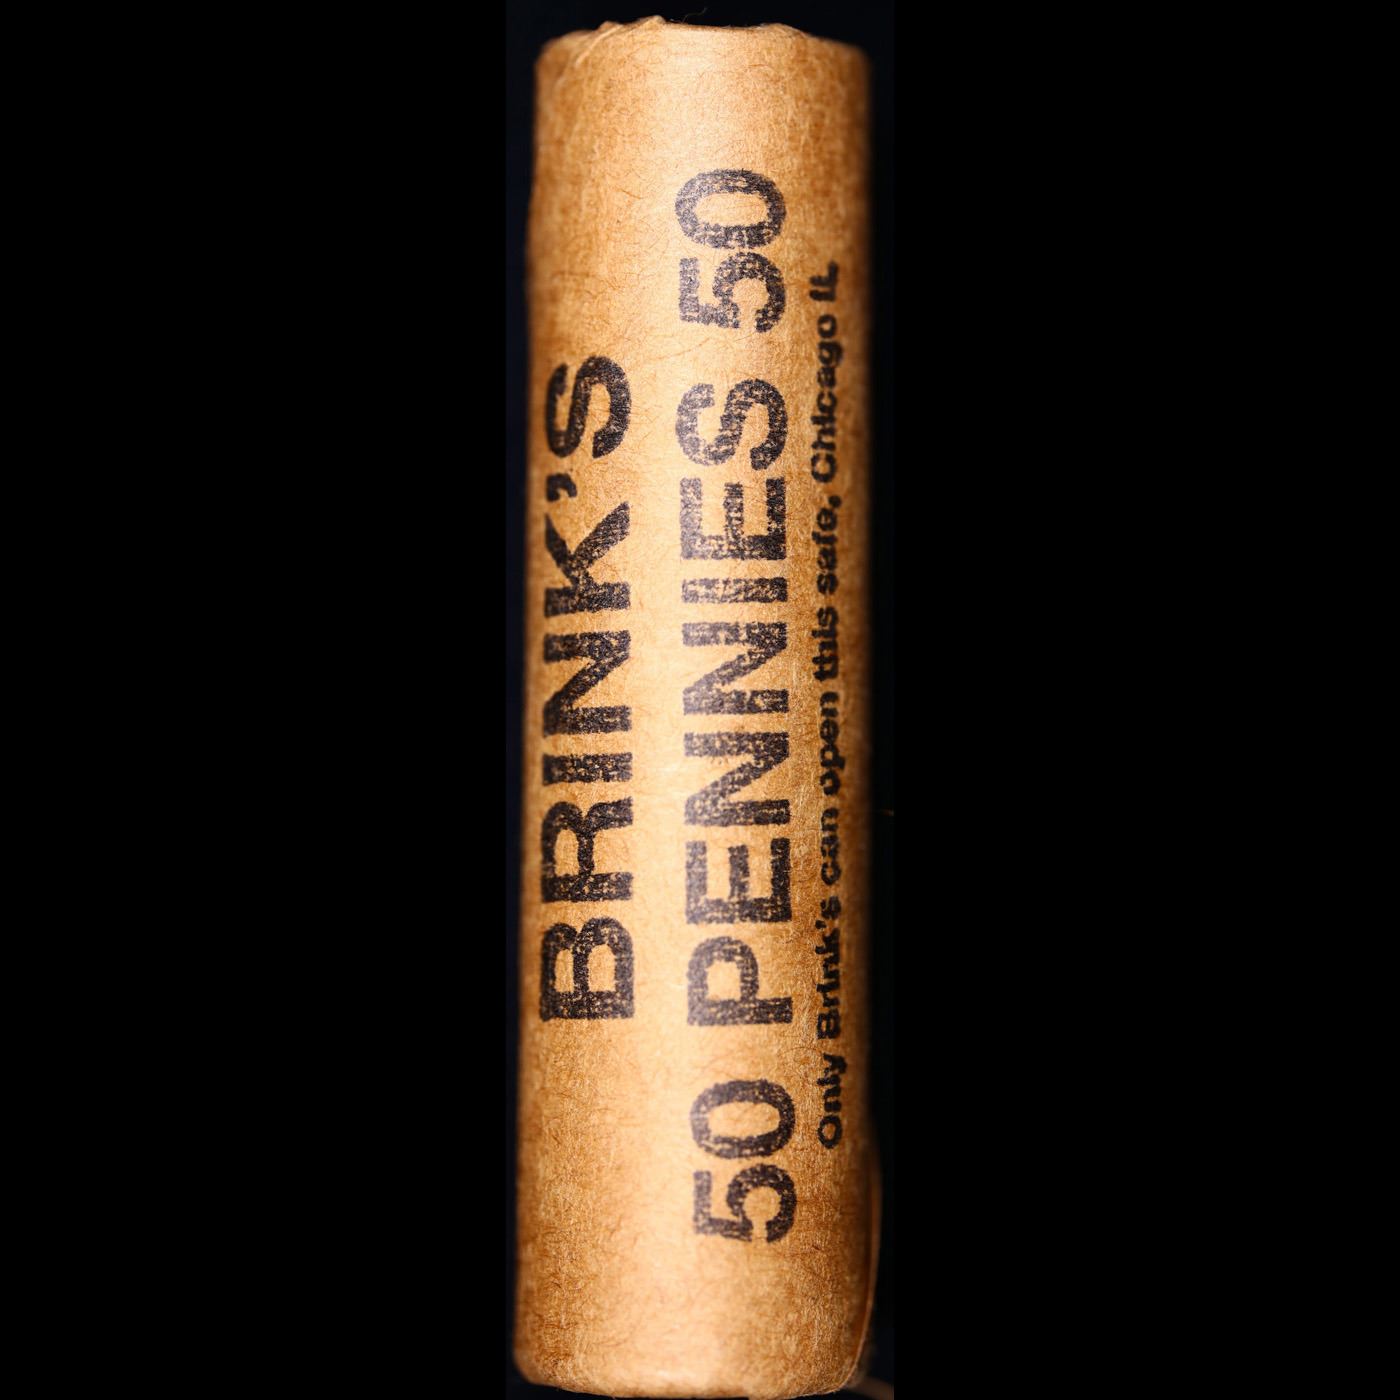 BRINK'S
50 PENNIES 50
Only Brink's can open this safe, Chicago IL